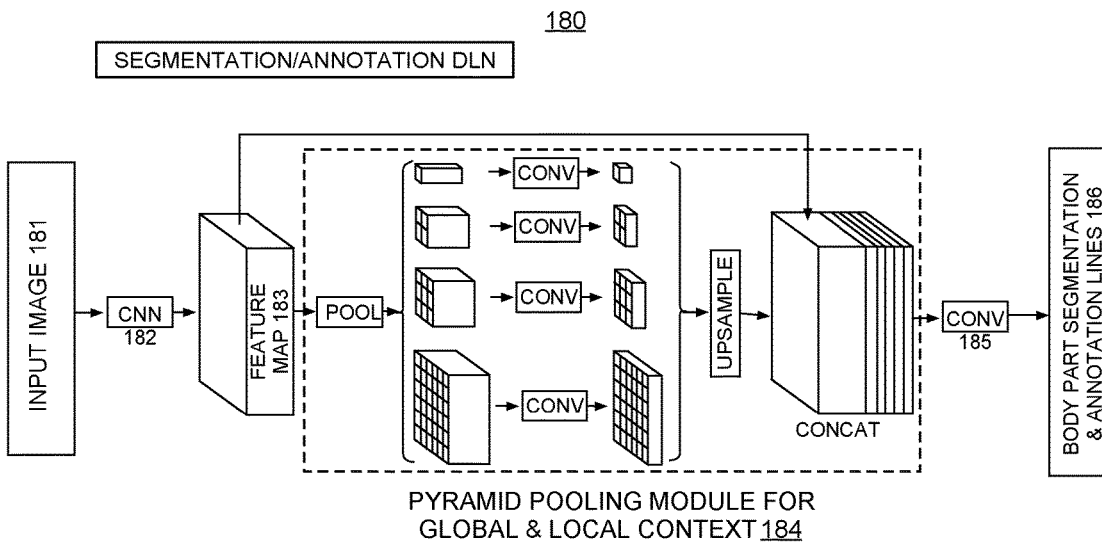 180
SEGMENTATION/ANNOTATION DLN
INPUT IMAGE 181
CNN
182
FEATURE
MAP 183
POOL
CONV
CONV
CONV
CONV
UPSAMPLE
CONCAT
CONV
185
BODY PART SEGMENTATION
& ANNOTATION LINES 186
PYRAMID POOLING MODULE FOR
GLOBAL & LOCAL CONTEXT 184